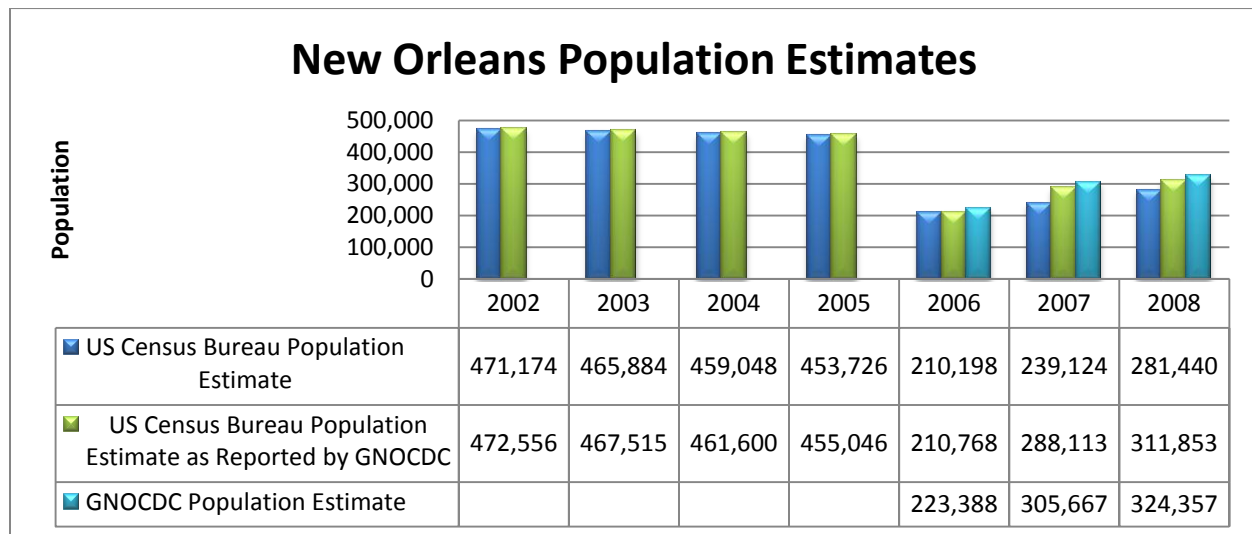 New Orleans Population Estimates
Population
500,000
400,000
300,000
200,000
100,000
0
2002 2003 2004 2005 2006 2007 2008
US Census Bureau Population
Estimate
471,174 465,884 459,048 453,726 210,198 239,124 281,440
US Census Bureau Population
Estimate as Reported by GNOCDC
472,556 467,515 461,600 455,046 210,768 288,113 311,853
GNOCDC Population Estimate
223,388 305,667 324,357